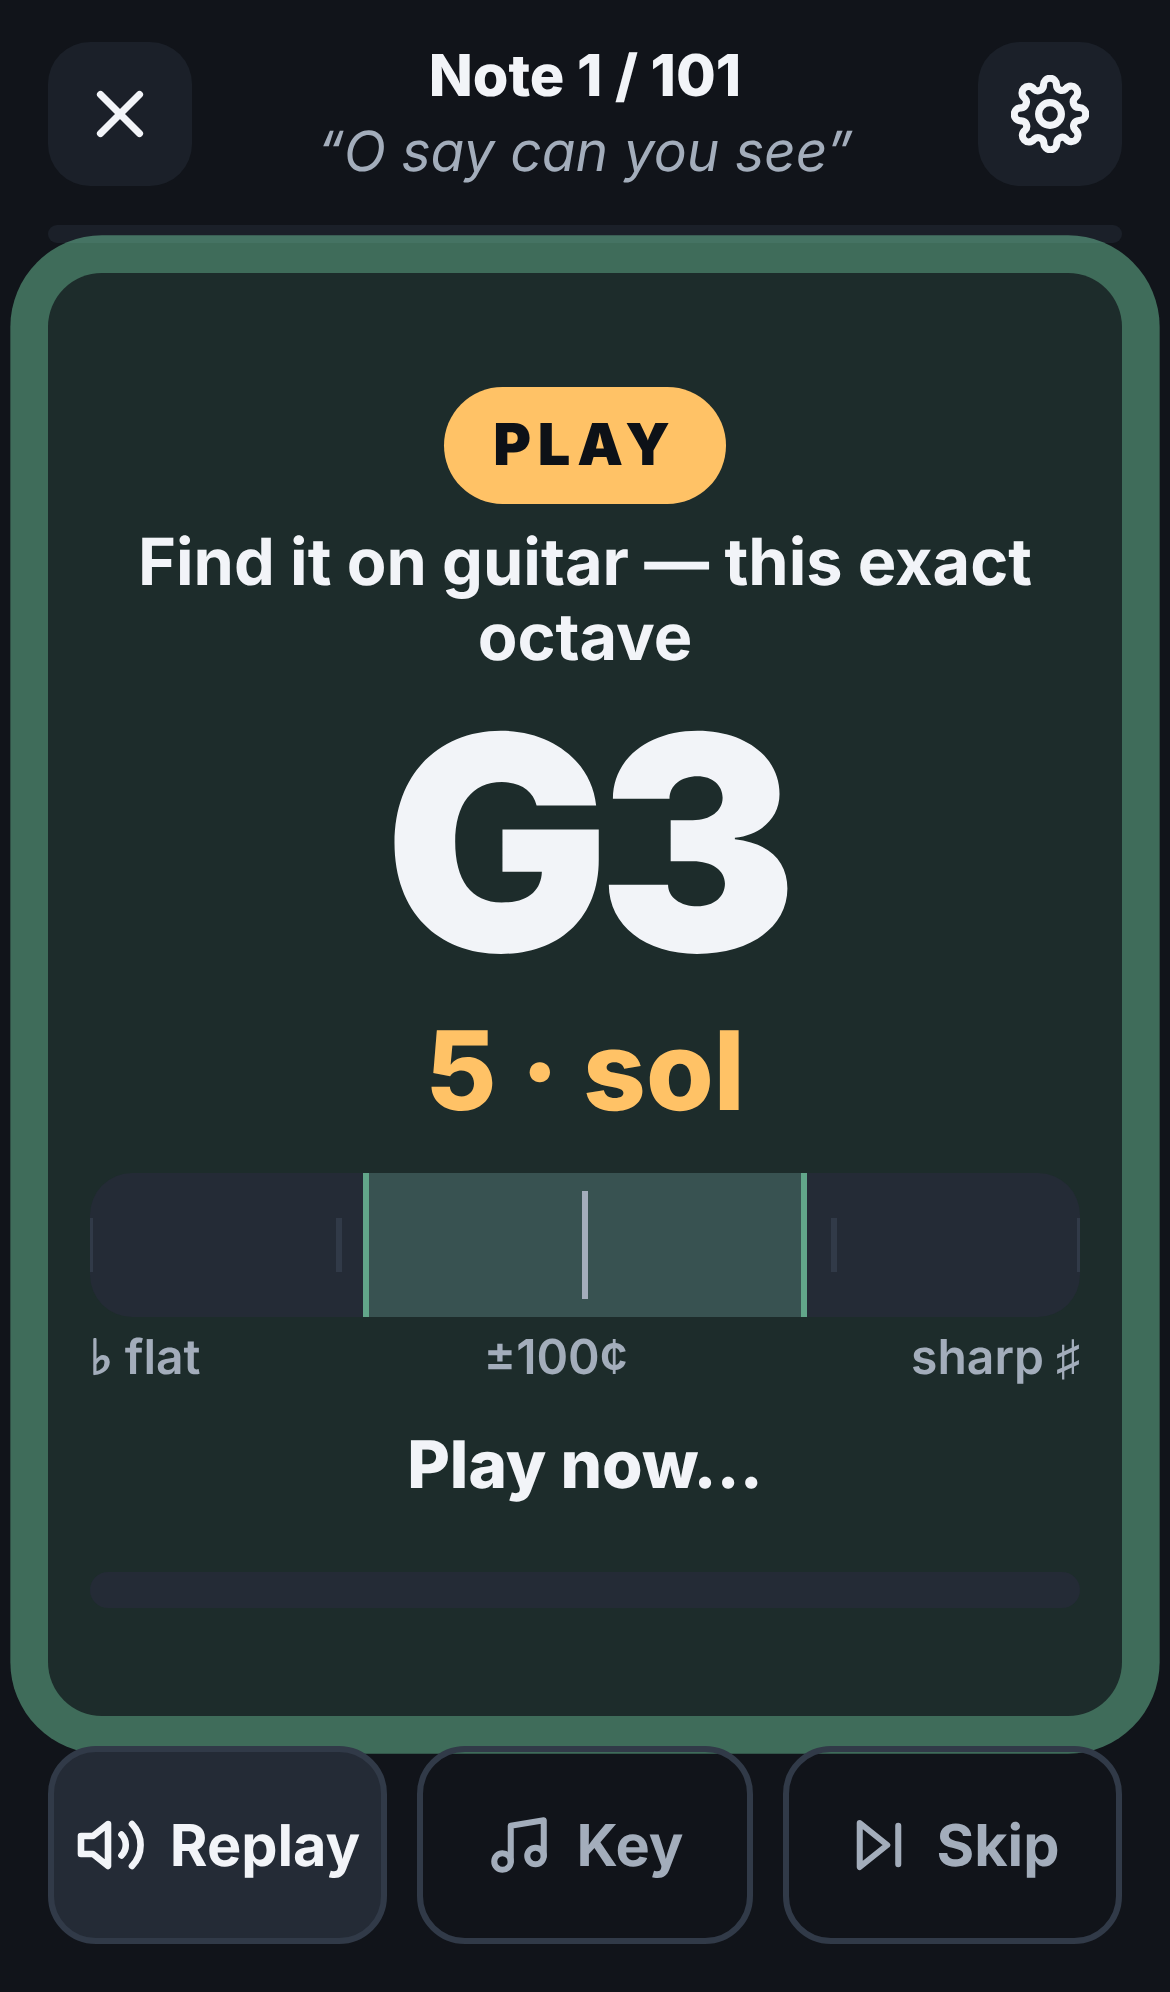 Note 1 / 101
“O say can you see”
PLAY
Find it on guitar — this exact
octave
G3
5 · sol
♭ flat ±100¢ sharp ♯
Play now…
Replay Key Skip